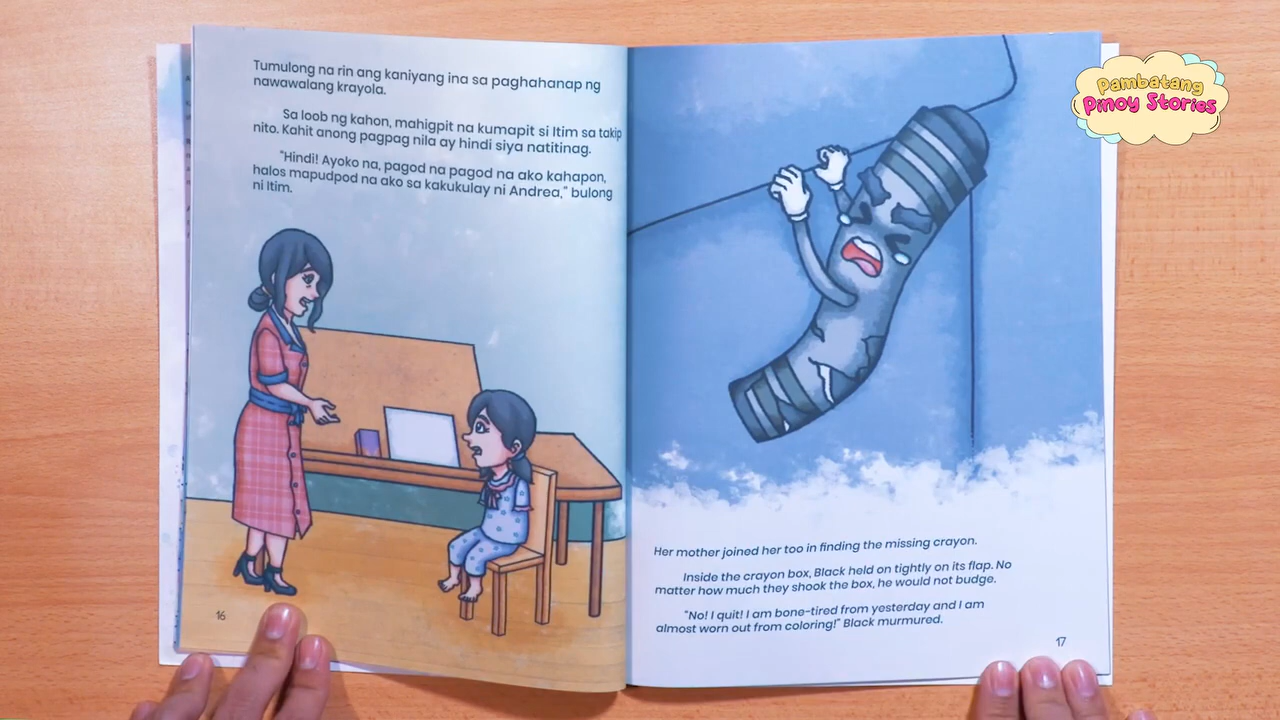 Tumulong na rin ang kaniyang ina sa paghahanap ng
nawawalang krayola.
Sa loob ng kahon, mahigpit na kumapit si Itim sa takip
nito. Kahit anong pagpag nila ay hindi siya natitinag.
"Hindi! Ayoko na, pagod na pagod na ako kahapon,
halos mapudpod na ako sa kakukulay ni Andrea," bulong
ni Itim.
16
Her mother joined her too in finding the missing crayon.
Inside the crayon box, Black held on tightly on its flap. No
matter how much they shook the box, he would not budge.
"No! I quit! I am bone-tired from yesterday and I am
almost worn out from coloring!" Black murmured.
17
Pambatang
Pinoy Stories